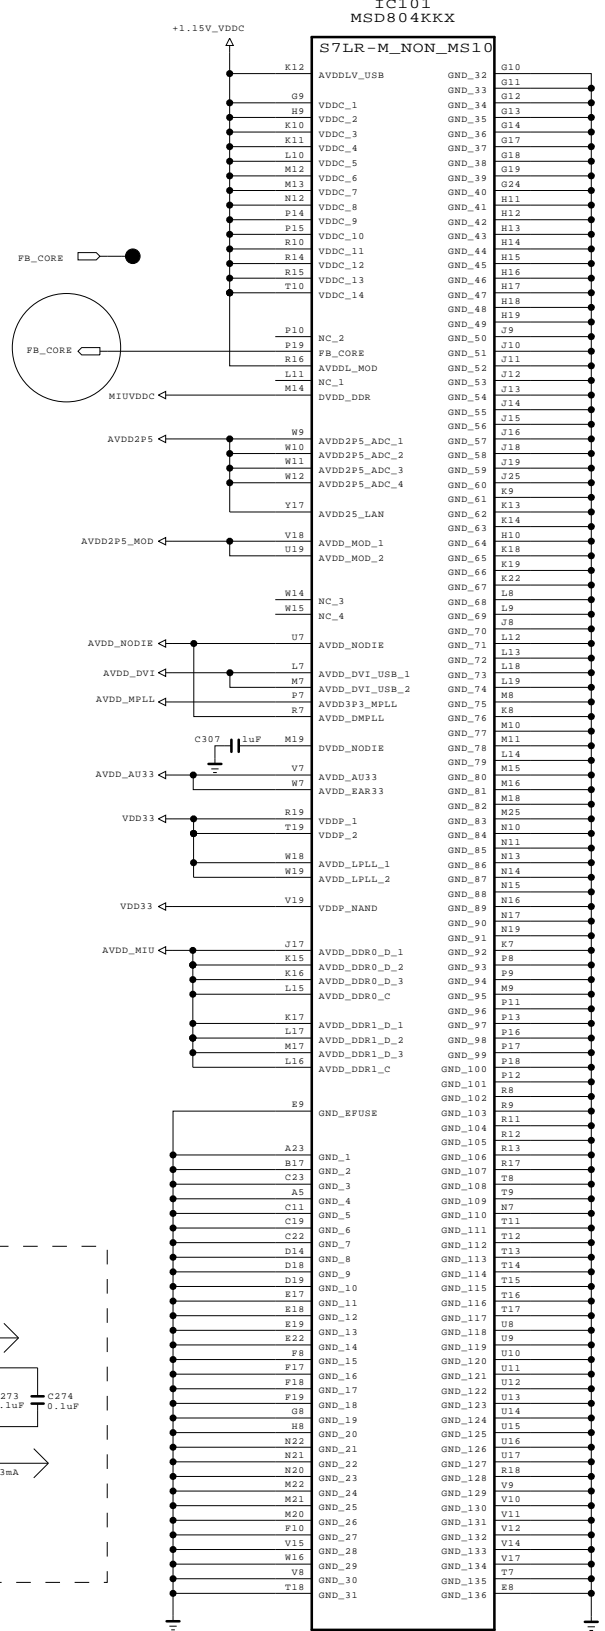 IC101
MSD804KKX
+1.15V_VDDC
S7LR-M_NON_MS10
K12 AVDDLV_USB GND_32 G10
GND_33 G11
G9 VDDC_1 GND_34 G12
H9 VDDC_2 GND_35 G13
K10 VDDC_3 GND_36 G14
K11 VDDC_4 GND_37 G17
L10 VDDC_5 GND_38 G18
M12 VDDC_6 GND_39 G19
M13 VDDC_7 GND_40 G24
N12 VDDC_8 GND_41 H11
P14 VDDC_9 GND_42 H12
P15 VDDC_10 GND_43 H13
R10 VDDC_11 GND_44 H14
FB_CORE R14 VDDC_12 GND_45 H15
R15 VDDC_13 GND_46 H16
T10 VDDC_14 GND_47 H17
GND_48 H18
GND_49 H19
P10 NC_2 GND_50 J9
FB_CORE P19 FB_CORE GND_51 J10
R16 AVDDL_MOD GND_52 J11
L11 NC_1 GND_53 J12
MIUVDDC M14 DVDD_DDR GND_54 J13
GND_55 J14
GND_56 J15
AVDD2P5 W9 AVDD2P5_ADC_1 GND_57 J16
W10 AVDD2P5_ADC_2 GND_58 J18
W11 AVDD2P5_ADC_3 GND_59 J19
W12 AVDD2P5_ADC_4 GND_60 J25
GND_61 K9
Y17 AVDD25_LAN GND_62 K13
GND_63 K14
AVDD2P5_MOD V18 AVDD_MOD_1 GND_64 H10
U19 AVDD_MOD_2 GND_65 K18
GND_66 K19
GND_67 K22
W14 NC_3 GND_68 L8
W15 NC_4 GND_69 L9
GND_70 J8
AVDD_NODIE U7 AVDD_NODIE GND_71 L12
GND_72 L13
AVDD_DVI L7 AVDD_DVI_USB_1 GND_73 L18
M7 AVDD_DVI_USB_2 GND_74 L19
AVDD_MPLL P7 AVDD3P3_MPLL GND_75 M8
R7 AVDD_DMPLL GND_76 K8
GND_77 M10
C307 1uF M19 DVDD_NODIE GND_78 M11
GND_79 L14
AVDD_AU33 V7 AVDD_AU33 GND_80 M15
W7 AVDD_EAR33 GND_81 M16
GND_82 M18
VDD33 R19 VDDP_1 GND_83 M25
T19 VDDP_2 GND_84 N10
GND_85 N11
W18 AVDD_LPLL_1 GND_86 N13
W19 AVDD_LPLL_2 GND_87 N14
GND_88 N15
VDD33 V19 VDDP_NAND GND_89 N16
GND_90 N17
GND_91 N19
AVDD_MIU J17 AVDD_DDR0_D_1 GND_92 K7
K15 AVDD_DDR0_D_2 GND_93 P8
K16 AVDD_DDR0_D_3 GND_94 P9
L15 AVDD_DDR0_C GND_95 M9
GND_96 P11
K17 AVDD_DDR1_D_1 GND_97 P13
L17 AVDD_DDR1_D_2 GND_98 P16
M17 AVDD_DDR1_D_3 GND_99 P17
L16 AVDD_DDR1_C GND_100 P18
GND_101 P12
GND_102 R8
E9 GND_EFUSE GND_103 R9
GND_104 R11
GND_105 R12
A23 GND_1 GND_106 R13
B17 GND_2 GND_107 R17
C23 GND_3 GND_108 T8
A5 GND_4 GND_109 T9
C11 GND_5 GND_110 N7
C19 GND_6 GND_111 T11
C22 GND_7 GND_112 T12
D14 GND_8 GND_113 T13
D18 GND_9 GND_114 T14
D19 GND_10 GND_115 T15
E17 GND_11 GND_116 T16
E18 GND_12 GND_117 T17
E19 GND_13 GND_118 U8
E22 GND_14 GND_119 U9
F8 GND_15 GND_120 U10
F17 GND_16 GND_121 U11
F18 GND_17 GND_122 U12
273 C274 F19 GND_18 GND_123 U13
.1uF 0.1uF G8 GND_19 GND_124 U14
H8 GND_20 GND_125 U15
N22 GND_21 GND_126 U16
N21 GND_22 GND_127 U17
3mA N20 GND_23 GND_128 R18
M22 GND_24 GND_129 V9
M21 GND_25 GND_130 V10
M20 GND_26 GND_131 V11
F10 GND_27 GND_132 V12
V15 GND_28 GND_133 V14
W16 GND_29 GND_134 V17
V8 GND_30 GND_135 T7
T18 GND_31 GND_136 E8